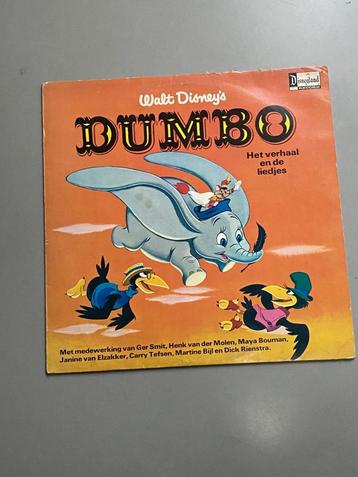 Disneyland
Walt Disney's
DUMBO
Het verhaal
en de
liedjes
Met medewerking van Ger Smit, Henk van der Molen, Maya Bouman,
Janine van Elzakker, Carry Tefsen, Martine Bijl en Dick Rienstra.